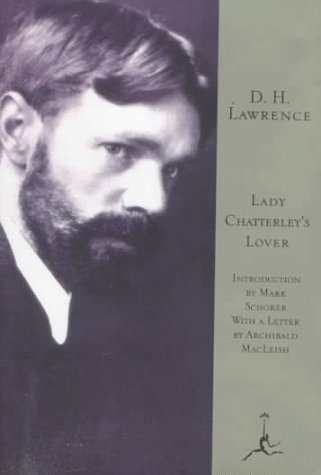 D. H.
LAWRENCE
LADY
CHATTERLEY'S
LOVER
INTRODUCTION
BY MARK
SCHORER
WITH A LETTER
BY ARCHIBALD
MACLEISH